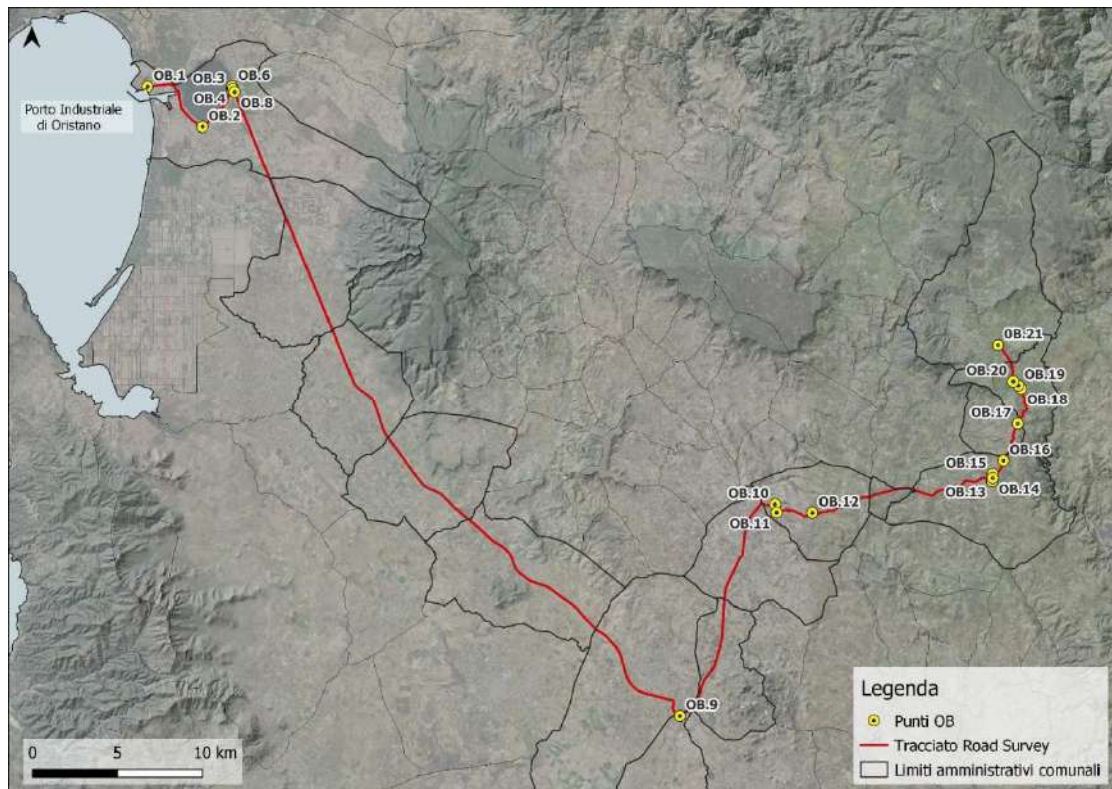 OB.1
OB.3
OB.6
OB.4
OB.8
OB.2
Porto Industriale
di Oristano
0B.21
OB.20
OB.19
OB.18
OB.17
OB.16
OB.15
OB.13
OB.14
OB.10
OB.12
OB.11
OB.9
Legenda
Punti OB
Tracciato Road Survey
Limiti amministrativi comunali
0 5 10 km